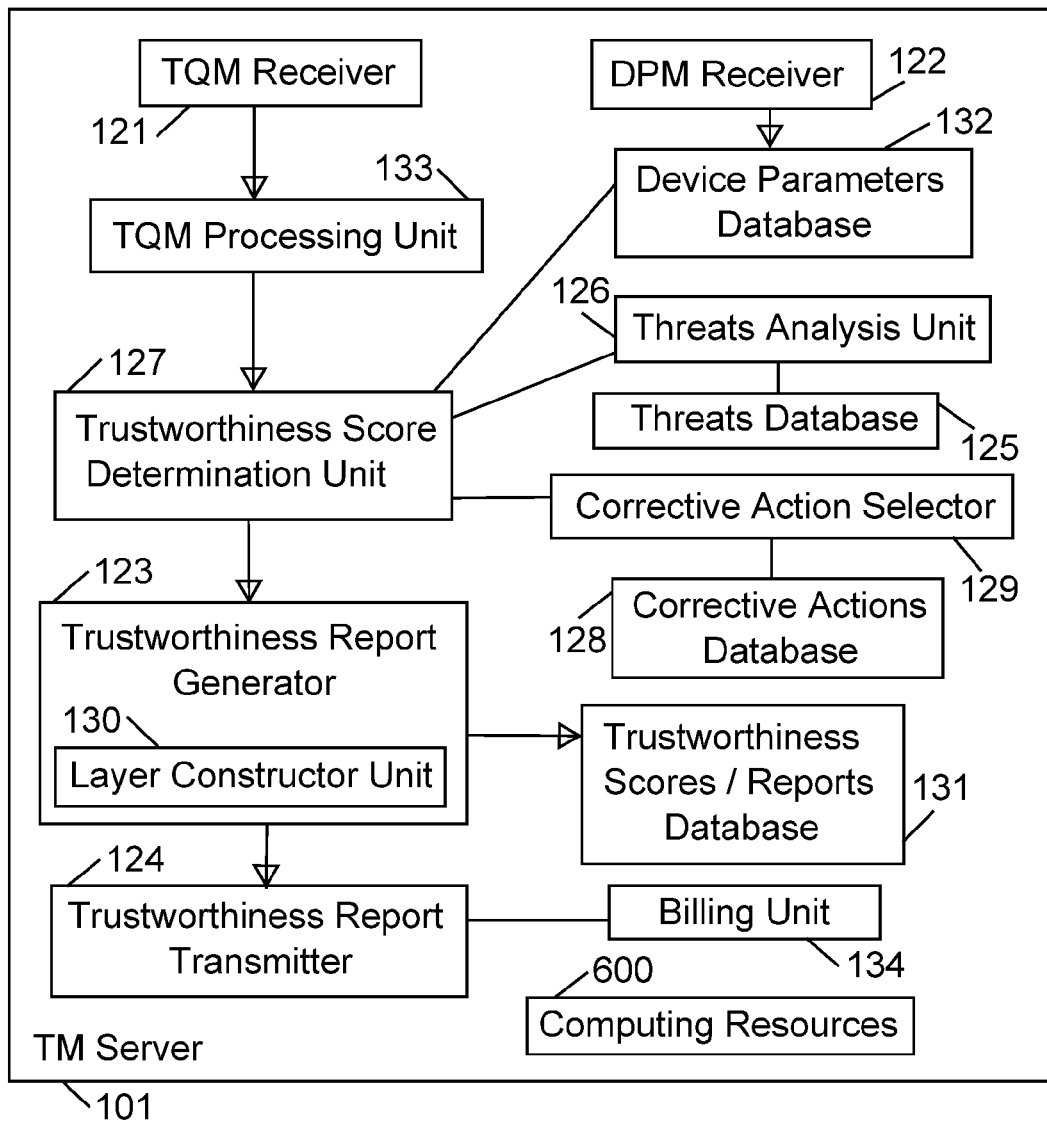 TQM Receiver
121
DPM Receiver
122
132
Device Parameters
Database
133
TQM Processing Unit
126
Threats Analysis Unit
Threats Database
125
127
Trustworthiness Score
Determination Unit
Corrective Action Selector
129
128
Corrective Actions
Database
123
Trustworthiness Report
Generator
130
Layer Constructor Unit
Trustworthiness
Scores / Reports
Database
131
124
Trustworthiness Report
Transmitter
Billing Unit
134
600
Computing Resources
TM Server
101